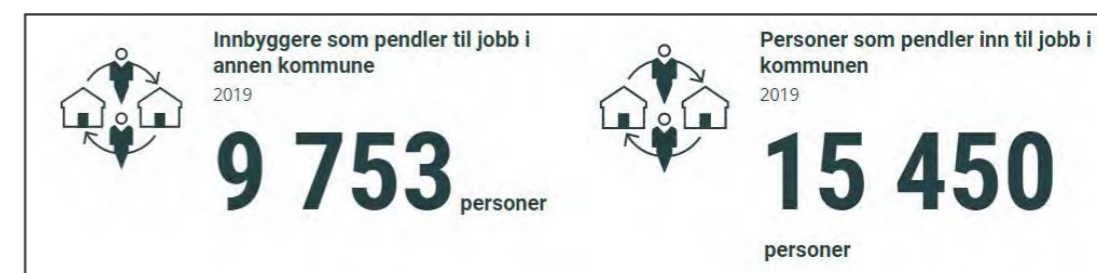 Innbyggere som pendler til jobb i
annen kommune
2019
9 753 personer
Personer som pendler inn til jobb i
kommunen
2019
15 450
personer